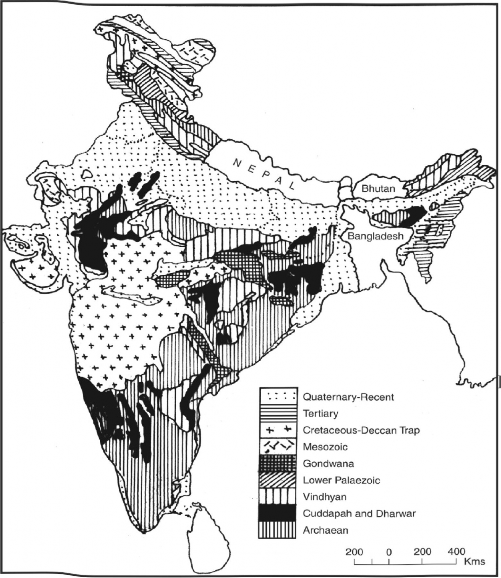 NEPAL
Bhutan
Bangladesh
Quaternary-Recent
Tertiary
Cretaceous-Deccan Trap
Mesozoic
Gondwana
Lower Palaezoic
Vindhyan
Cuddapah and Dharwar
Archaean
200 0 200 400
Kms